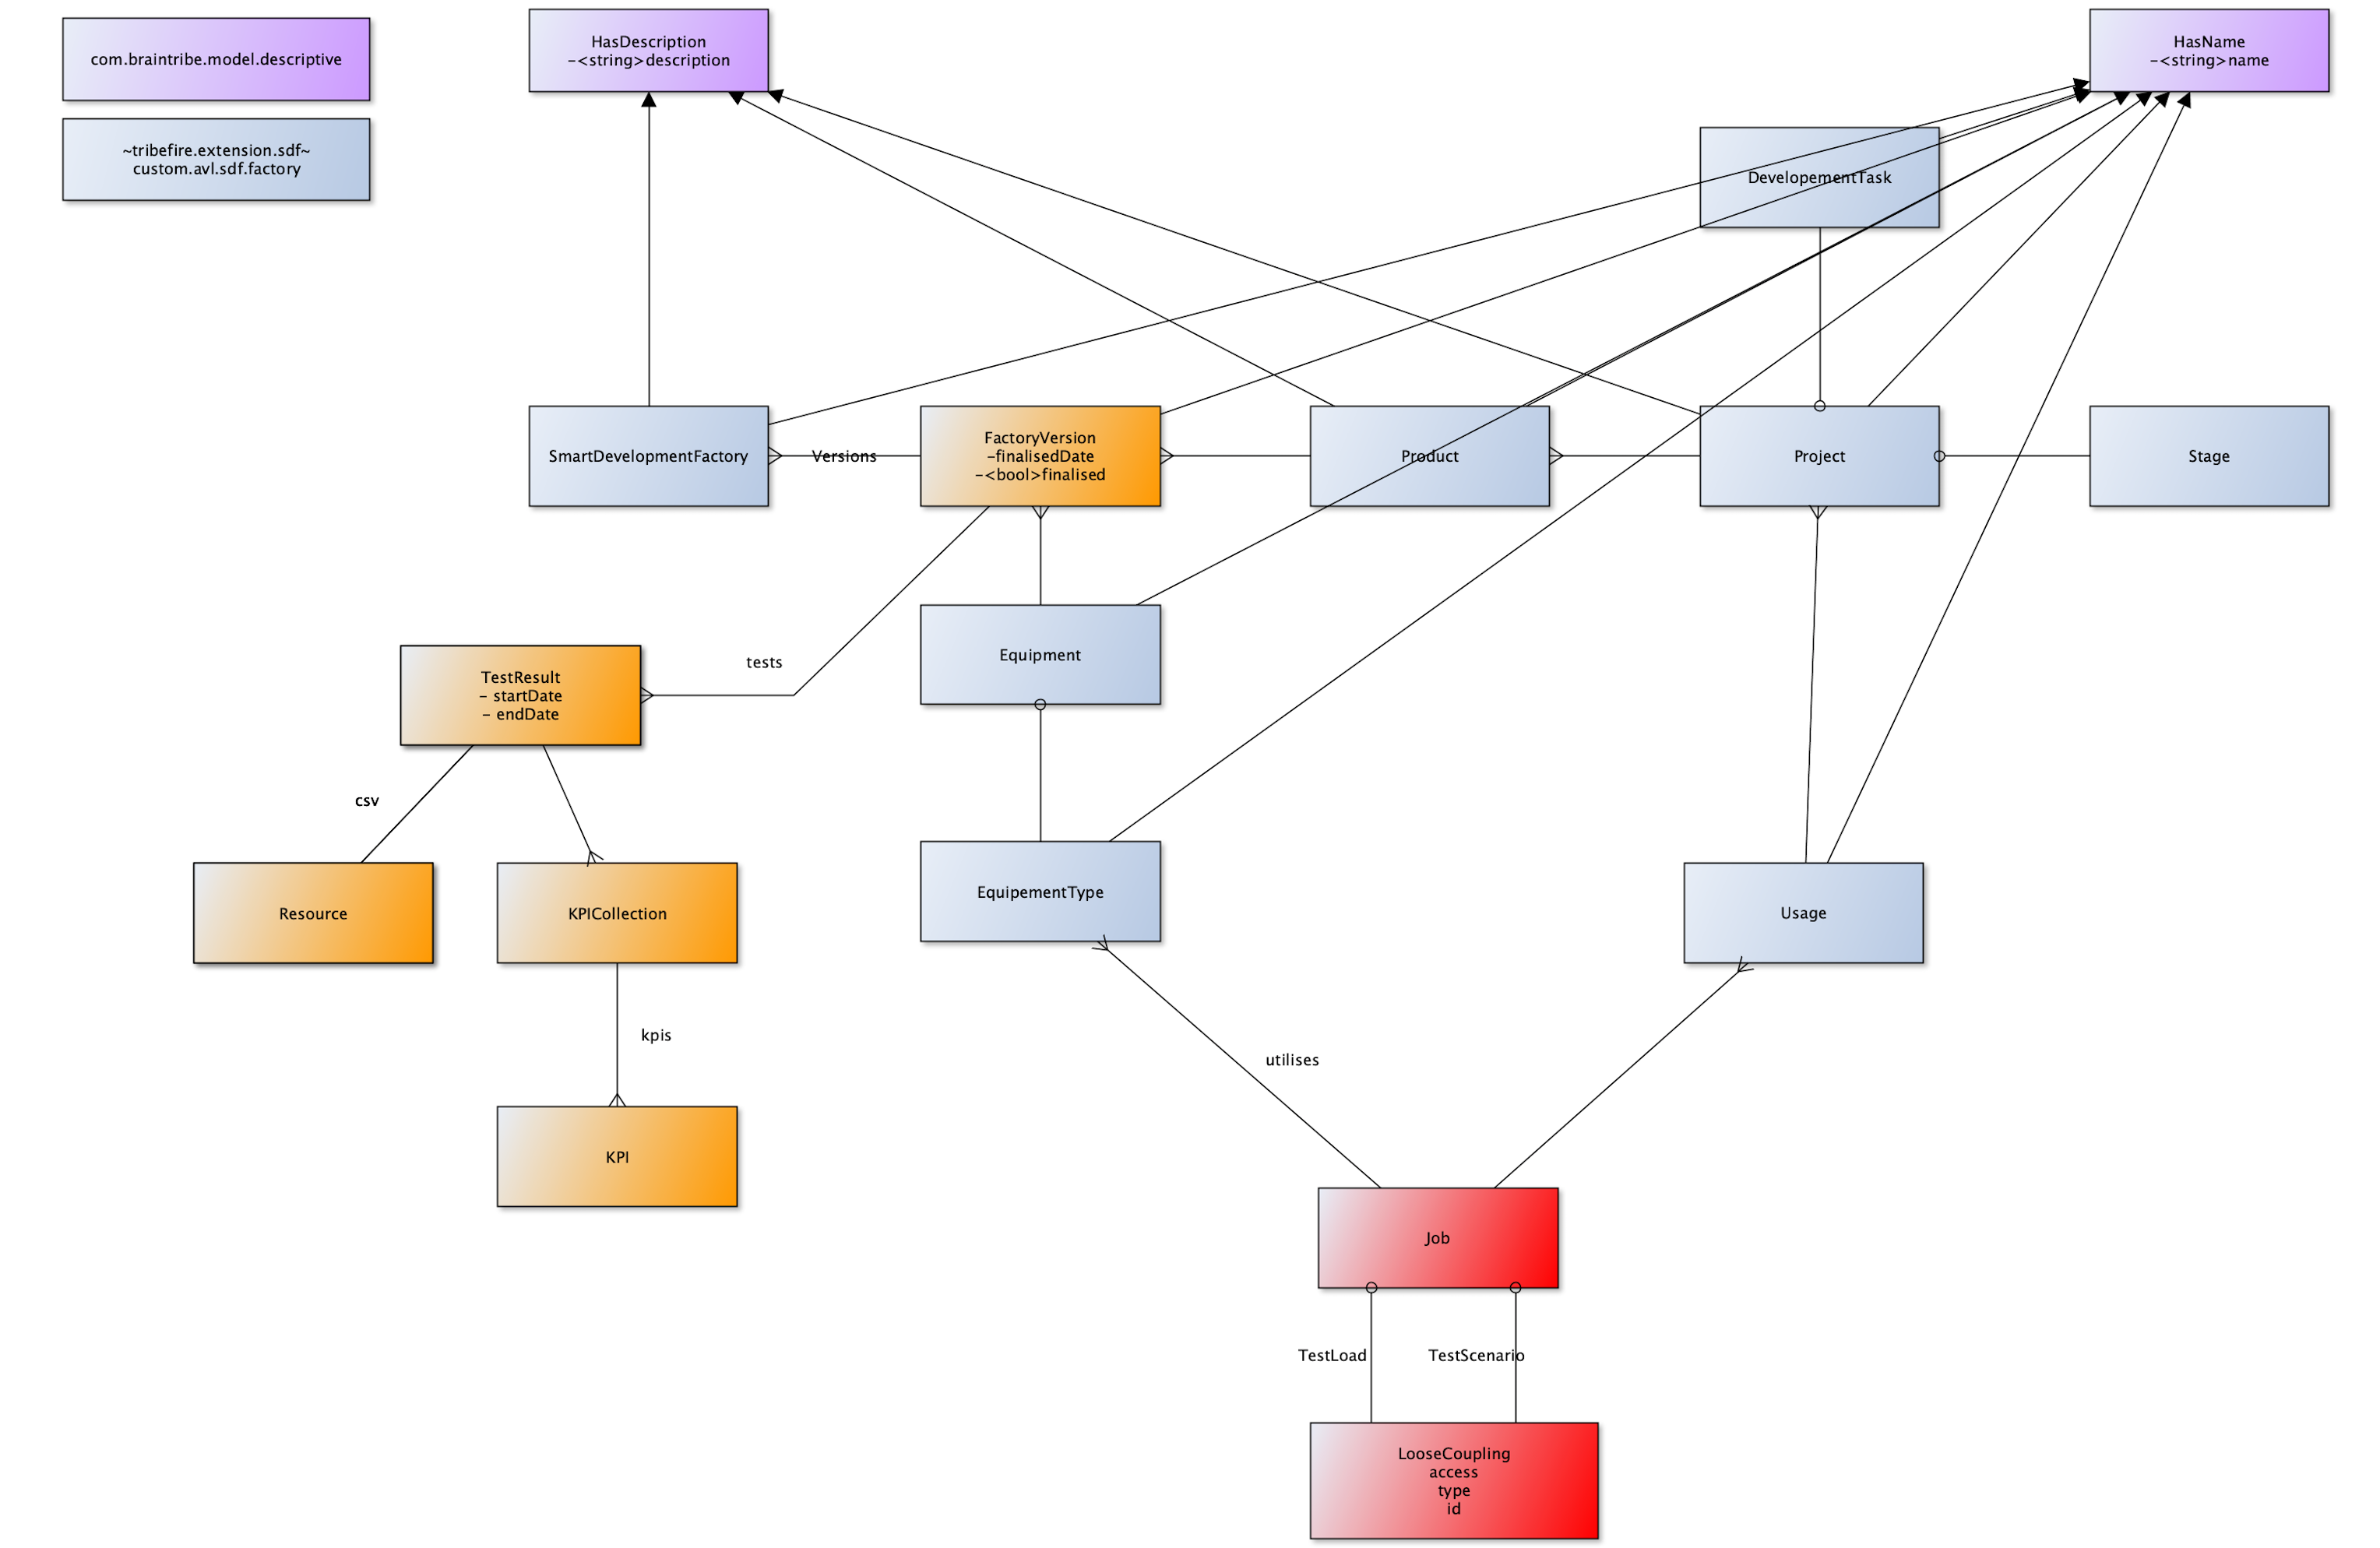 com.braintribe.model.descriptive
HasDescription
-<string>description
HasName
-<string>name
~tribefire.extension.sdf~
custom.avl.sdf.factory
DevelopementTask
SmartDevelopmentFactory
Versions
FactoryVersion
-finalisedDate
-<bool>finalised
Product
Project
Stage
tests
Equipment
TestResult
- startDate
- endDate
csv
Resource
KPICollection
EquipementType
Usage
kpis
utilises
KPI
Job
TestLoad
TestScenario
LooseCoupling
access
type
id